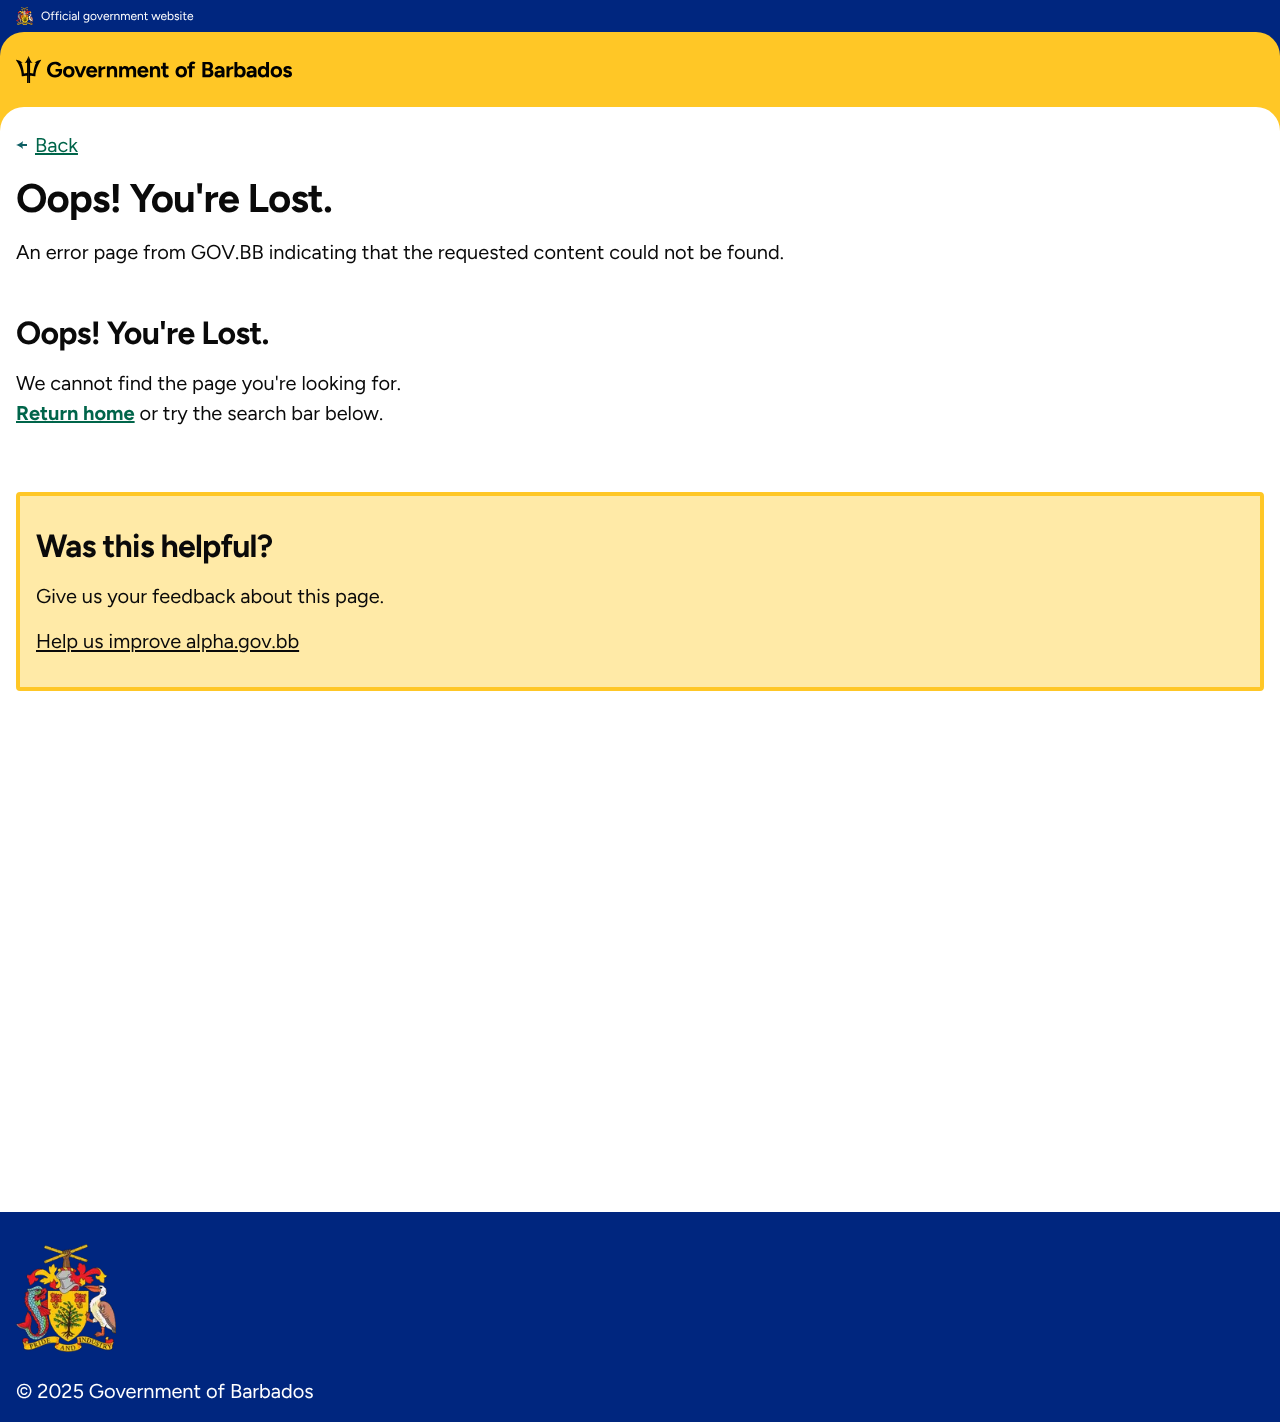 Official government website
Government of Barbados
Back
Oops! You're Lost.
An error page from GOV.BB indicating that the requested content could not be found.
Oops! You're Lost.
We cannot find the page you're looking for.
Return home or try the search bar below.
Was this helpful?
Give us your feedback about this page.
Help us improve alpha.gov.bb
PRIDE AND INDUSTRY
© 2025 Government of Barbados